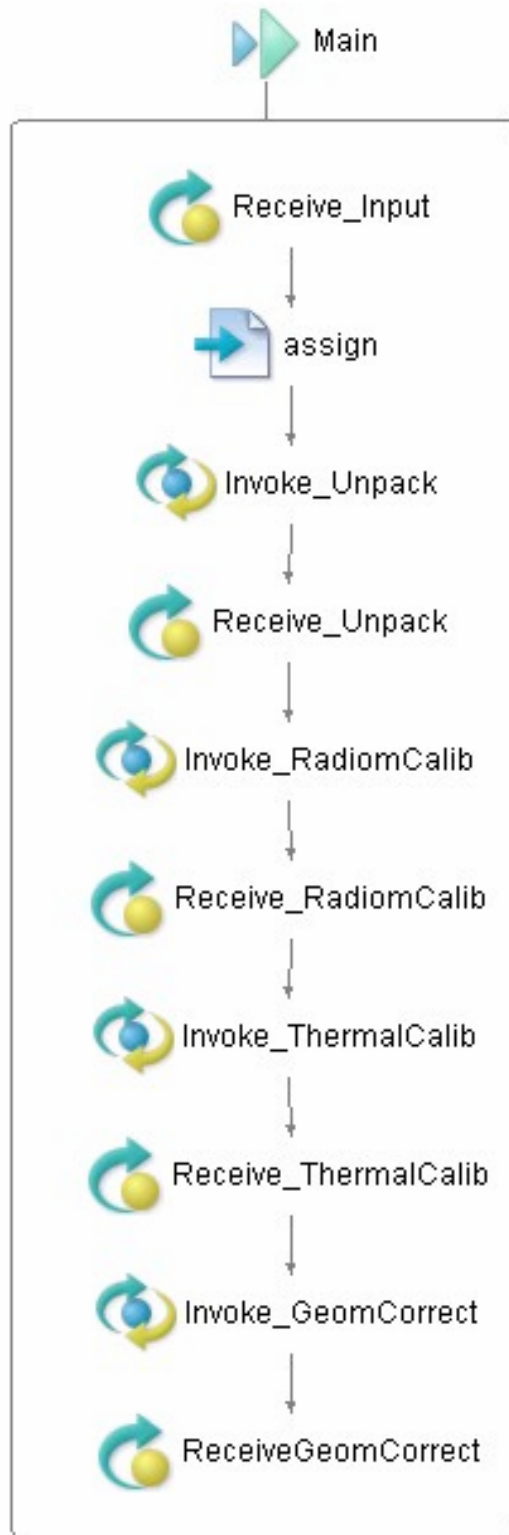 Main
Receive_Input
assign
Invoke_Unpack
Receive_Unpack
Invoke_RadiomCalib
Receive_RadiomCalib
Invoke_ThermalCalib
Receive_ThermalCalib
Invoke_GeomCorrect
ReceiveGeomCorrect